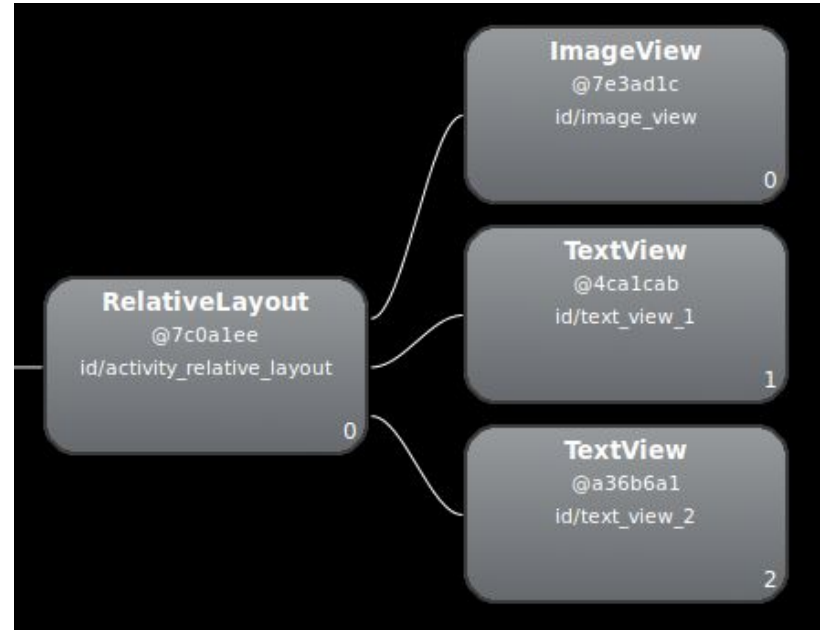 ImageView
@7e3ad1c
id/image_view
0
TextView
@4ca1cab
id/text_view_1
1
RelativeLayout
@7c0a1ee
id/activity_relative_layout
0
TextView
@a36b6a1
id/text_view_2
2